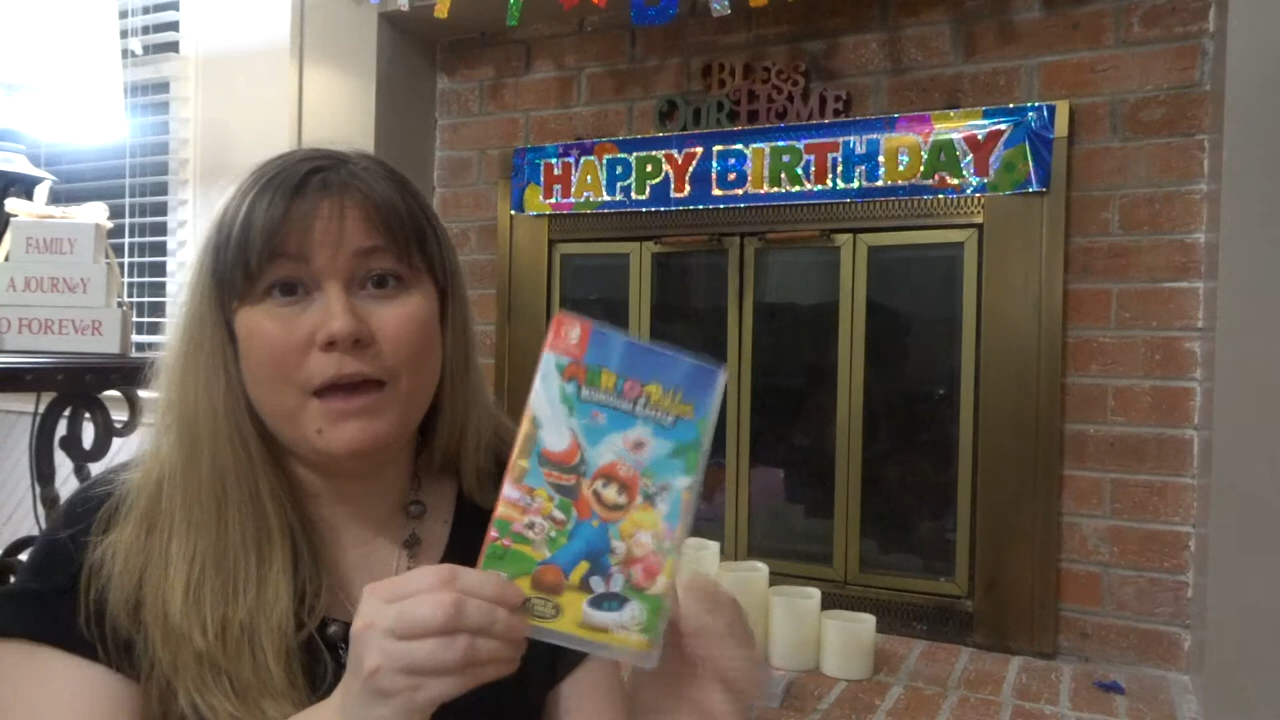 BLESS
OUR HOME
HAPPY BIRTHDAY
FAMILY
A JOURNeY
O FOREVeR
MARIO Rabbids
KINGDOM BATTLE